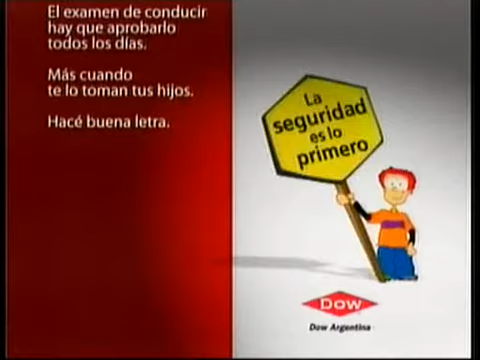 El examen de conducir
hay que aprobarlo
todos los días.
Más cuando
te lo toman tus hijos.
Hacé buena letra.
La
seguridad
es lo
primero
DOW
Dow Argentina